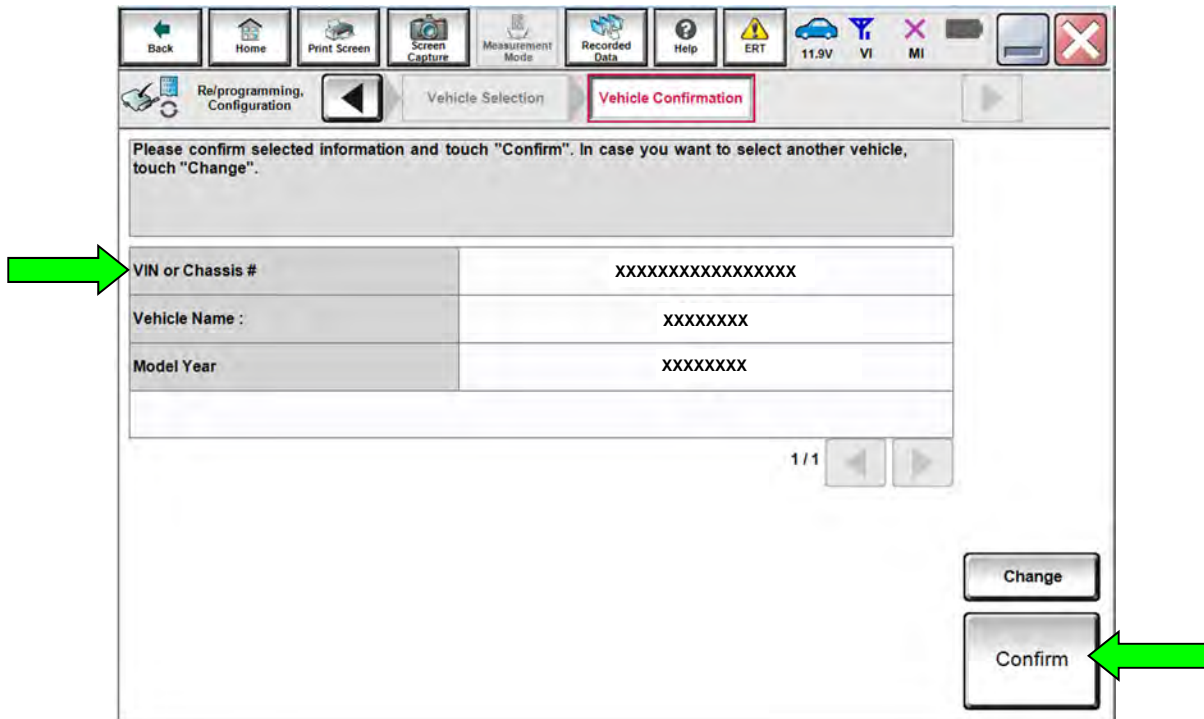 Back
Home
Print Screen
Screen
Capture
Measurement
Mode
Recorded
Data
Help
ERT
11.9V
VI
MI
Re/programming,
Configuration
Vehicle Selection
Vehicle Confirmation
Please confirm selected information and touch "Confirm". In case you want to select another vehicle,
touch "Change".
VIN or Chassis #
XXXXXXXXXXXXXXXXX
Vehicle Name :
XXXXXXXX
Model Year
XXXXXXXX
1 / 1
Change
Confirm